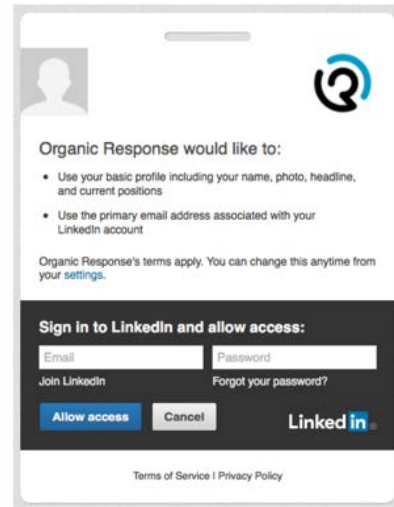 Organic Response would like to:
• Use your basic profile including your name, photo, headline,
and current positions
• Use the primary email address associated with your
LinkedIn account
Organic Response's terms apply. You can change this anytime from
your settings.
Sign in to LinkedIn and allow access:
Email Password
Join LinkedIn Forgot your password?
Allow access Cancel Linked in ®
Terms of Service | Privacy Policy